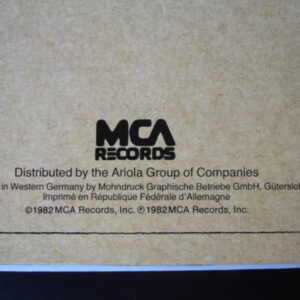 MCA
RECORDS
Distributed by the Ariola Group of Companies
in Western Germany by Mohndruck Graphische Betriebe GmbH, Gütersloh
Imprimé en République Fédérale d'Allemagne
©1982 MCA Records, Inc. ℗1982 MCA Records, Inc.